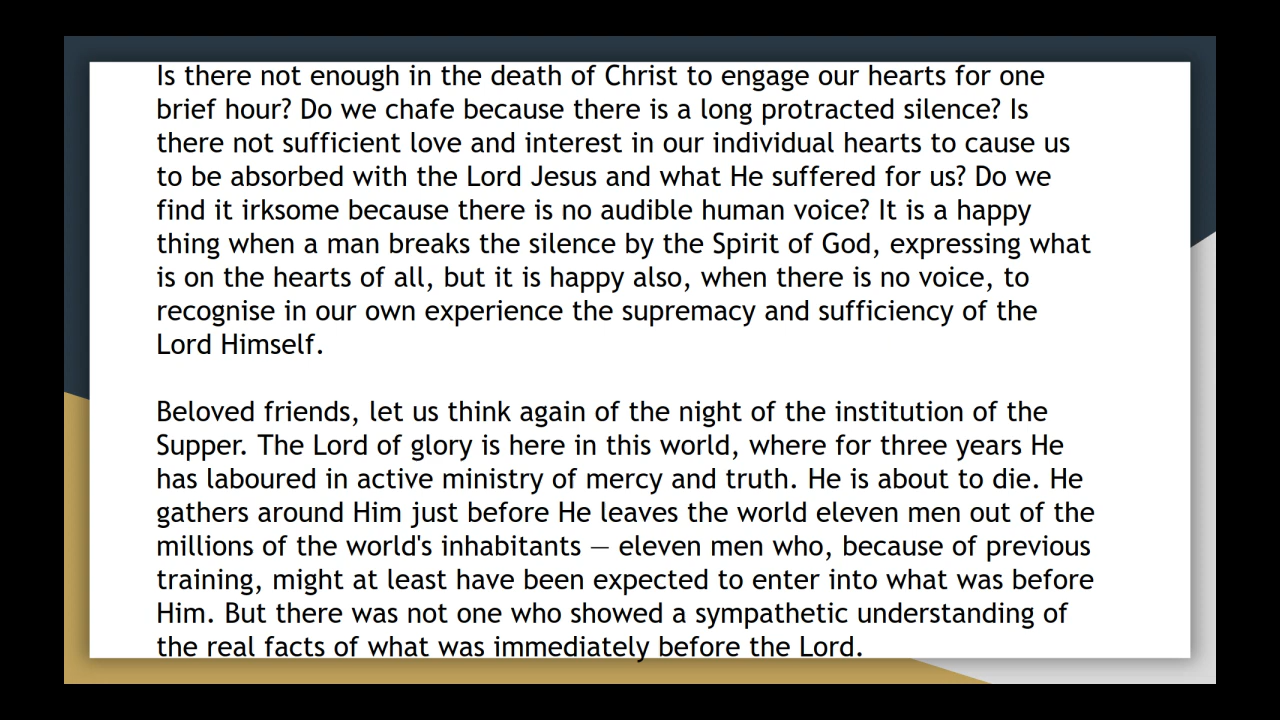 Is there not enough in the death of Christ to engage our hearts for one
brief hour? Do we chafe because there is a long protracted silence? Is
there not sufficient love and interest in our individual hearts to cause us
to be absorbed with the Lord Jesus and what He suffered for us? Do we
find it irksome because there is no audible human voice? It is a happy
thing when a man breaks the silence by the Spirit of God, expressing what
is on the hearts of all, but it is happy also, when there is no voice, to
recognise in our own experience the supremacy and sufficiency of the
Lord Himself.

Beloved friends, let us think again of the night of the institution of the
Supper. The Lord of glory is here in this world, where for three years He
has laboured in active ministry of mercy and truth. He is about to die. He
gathers around Him just before He leaves the world eleven men out of the
millions of the world's inhabitants — eleven men who, because of previous
training, might at least have been expected to enter into what was before
Him. But there was not one who showed a sympathetic understanding of
the real facts of what was immediately before the Lord.